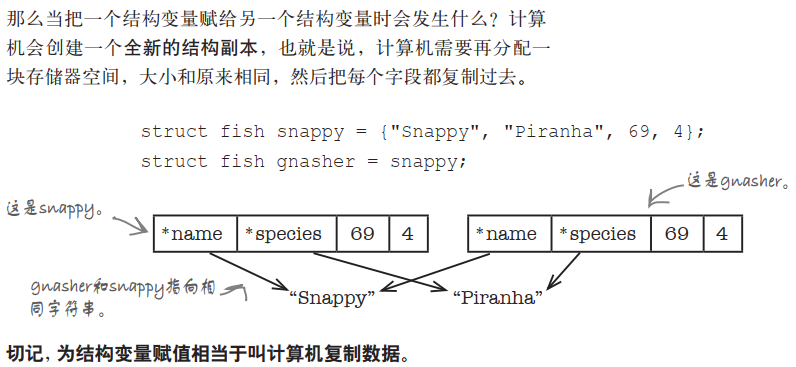 那么当把一个结构变量赋给另一个结构变量时会发生什么？计算
机会创建一个全新的结构副本，也就是说，计算机需要再分配一
块存储器空间，大小和原来相同，然后把每个字段都复制过去。
struct fish snappy = {"Snappy", "Piranha", 69, 4};
struct fish gnasher = snappy;
这是gnasher。
这是snappy。
*name *species 69 4 *name *species 69 4
gnasher和snappy指向相
同字符串。
“Snappy” “Piranha”
切记，为结构变量赋值相当于叫计算机复制数据。